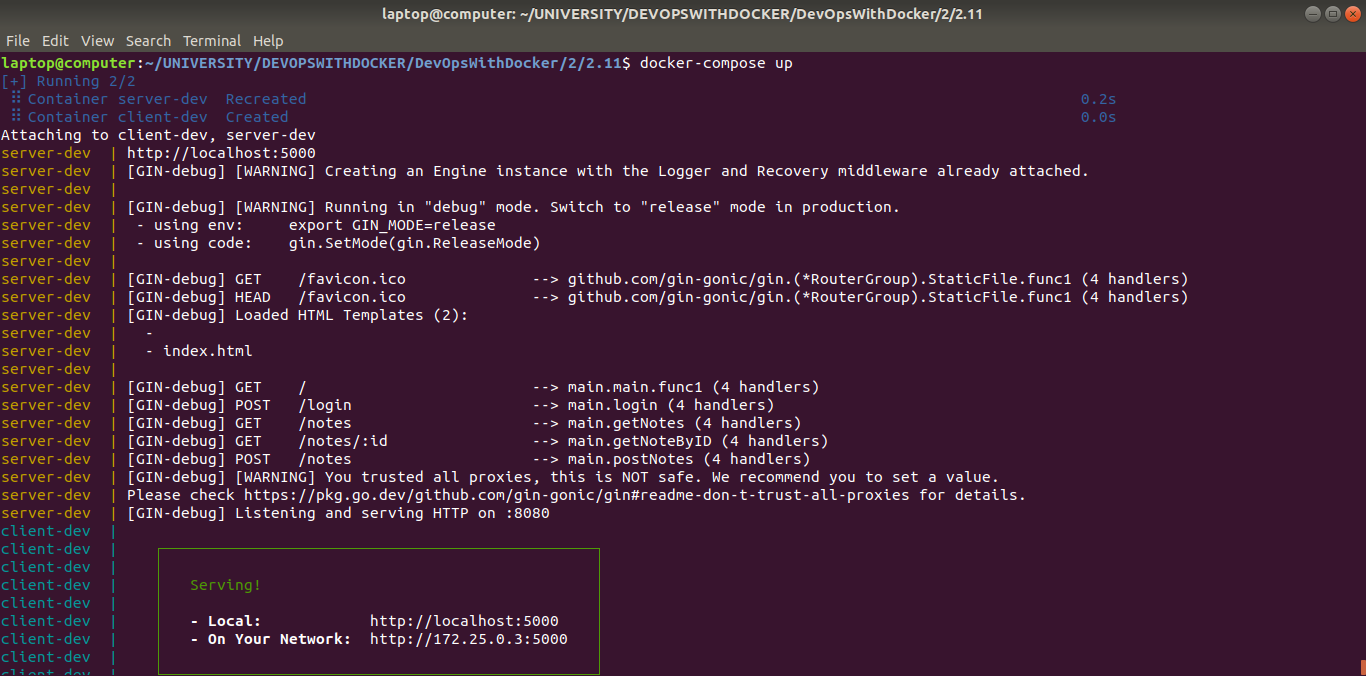 laptop@computer: ~/UNIVERSITY/DEVOPSWITHDOCKER/DevOpsWithDocker/2/2.11
File Edit View Search Terminal Help
laptop@computer:~/UNIVERSITY/DEVOPSWITHDOCKER/DevOpsWithDocker/2/2.11$ docker-compose up
[+] Running 2/2
⠿ Container server-dev  Recreated 0.2s
⠿ Container client-dev  Created 0.0s
Attaching to client-dev, server-dev
server-dev  | http://localhost:5000
server-dev  | [GIN-debug] [WARNING] Creating an Engine instance with the Logger and Recovery middleware already attached.
server-dev  |
server-dev  | [GIN-debug] [WARNING] Running in "debug" mode. Switch to "release" mode in production.
server-dev  |  - using env:     export GIN_MODE=release
server-dev  |  - using code:    gin.SetMode(gin.ReleaseMode)
server-dev  |
server-dev  | [GIN-debug] GET    /favicon.ico              --> github.com/gin-gonic/gin.(*RouterGroup).StaticFile.func1 (4 handlers)
server-dev  | [GIN-debug] HEAD   /favicon.ico              --> github.com/gin-gonic/gin.(*RouterGroup).StaticFile.func1 (4 handlers)
server-dev  | [GIN-debug] Loaded HTML Templates (2):
server-dev  |   -
server-dev  |   - index.html
server-dev  |
server-dev  | [GIN-debug] GET    /                         --> main.main.func1 (4 handlers)
server-dev  | [GIN-debug] POST   /login                    --> main.login (4 handlers)
server-dev  | [GIN-debug] GET    /notes                    --> main.getNotes (4 handlers)
server-dev  | [GIN-debug] GET    /notes/:id                --> main.getNoteByID (4 handlers)
server-dev  | [GIN-debug] POST   /notes                    --> main.postNotes (4 handlers)
server-dev  | [GIN-debug] [WARNING] You trusted all proxies, this is NOT safe. We recommend you to set a value.
server-dev  | Please check https://pkg.go.dev/github.com/gin-gonic/gin#readme-don-t-trust-all-proxies for details.
server-dev  | [GIN-debug] Listening and serving HTTP on :8080
client-dev  |
client-dev  |
client-dev  |
client-dev  |        Serving!
client-dev  |
client-dev  |        - Local:            http://localhost:5000
client-dev  |        - On Your Network:  http://172.25.0.3:5000
client-dev  |
client-dev  |